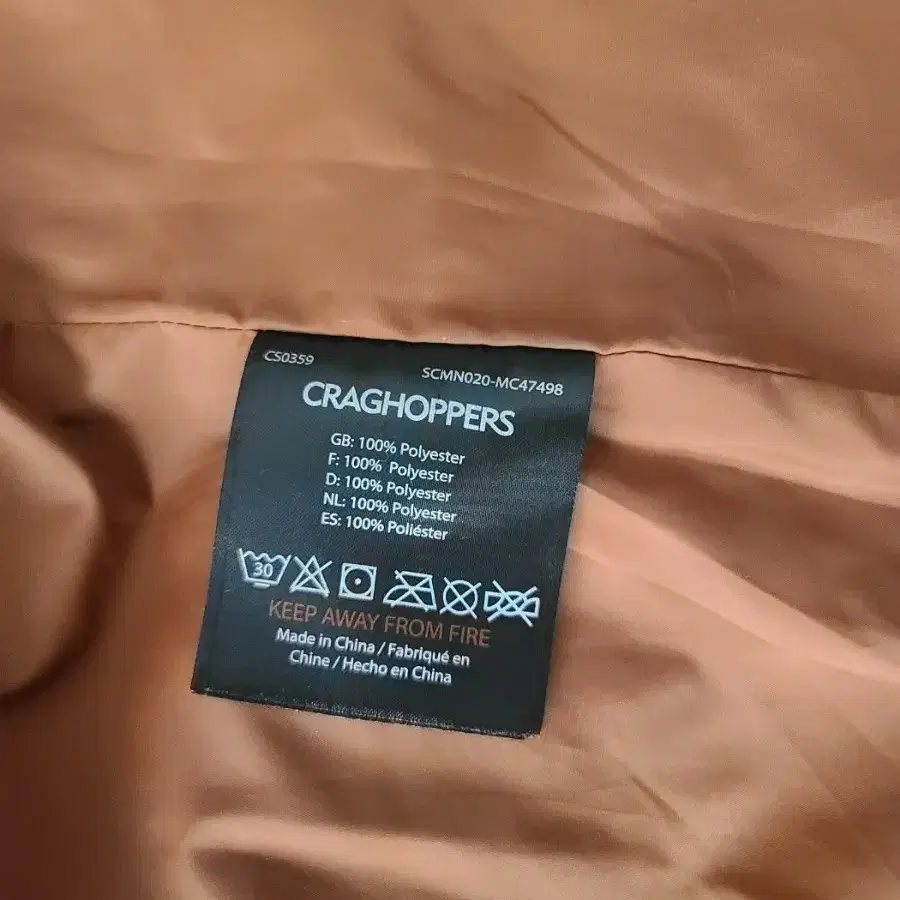 CS0359
SCMN020-MC47498
CRAGHOPPERS
GB: 100% Polyester
F: 100% Polyester
D: 100% Polyester
NL: 100% Polyester
ES: 100% Poliéster
30
KEEP AWAY FROM FIRE
Made in China / Fabriqué en
Chine / Hecho en China